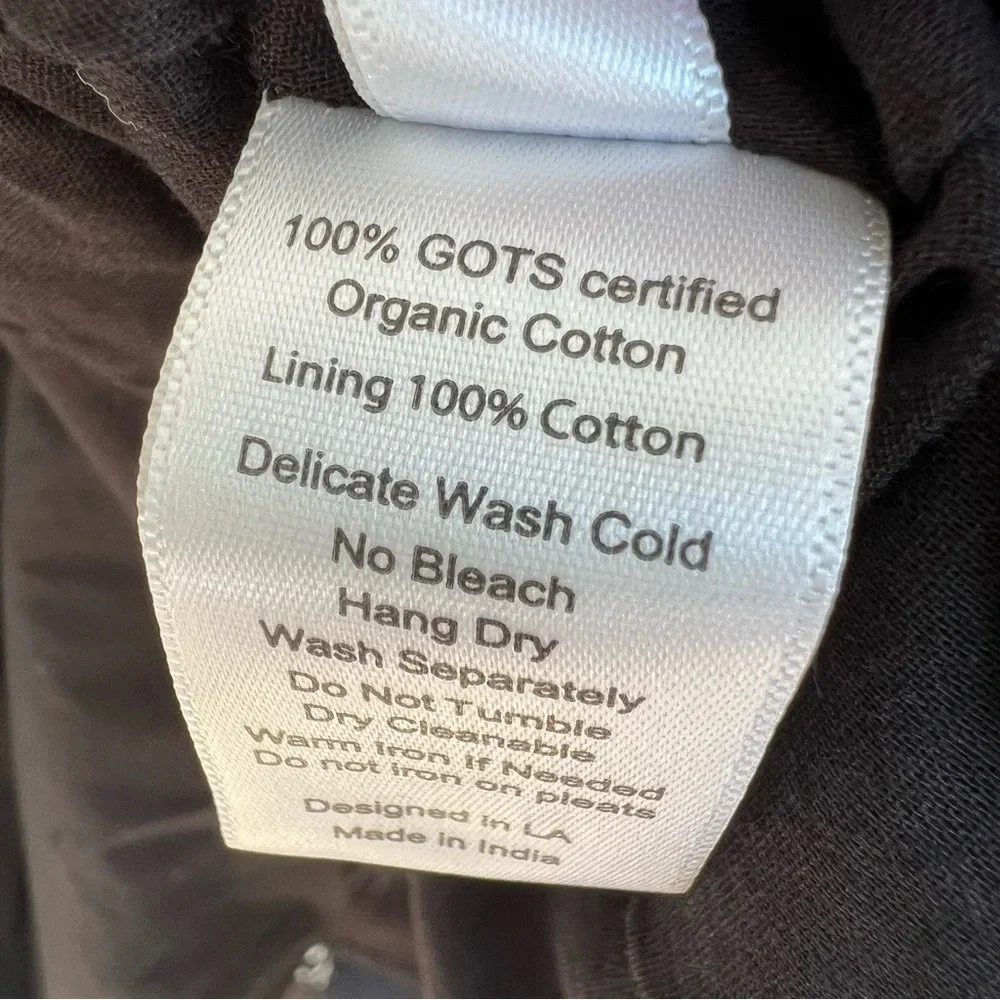 100% GOTS certified
Organic Cotton
Lining 100% Cotton
Delicate Wash Cold
No Bleach
Hang Dry
Wash Separately
Do Not Tumble
Dry Cleanable
Warm Iron If Needed
Do not iron on pleats
Designed in LA
Made in India